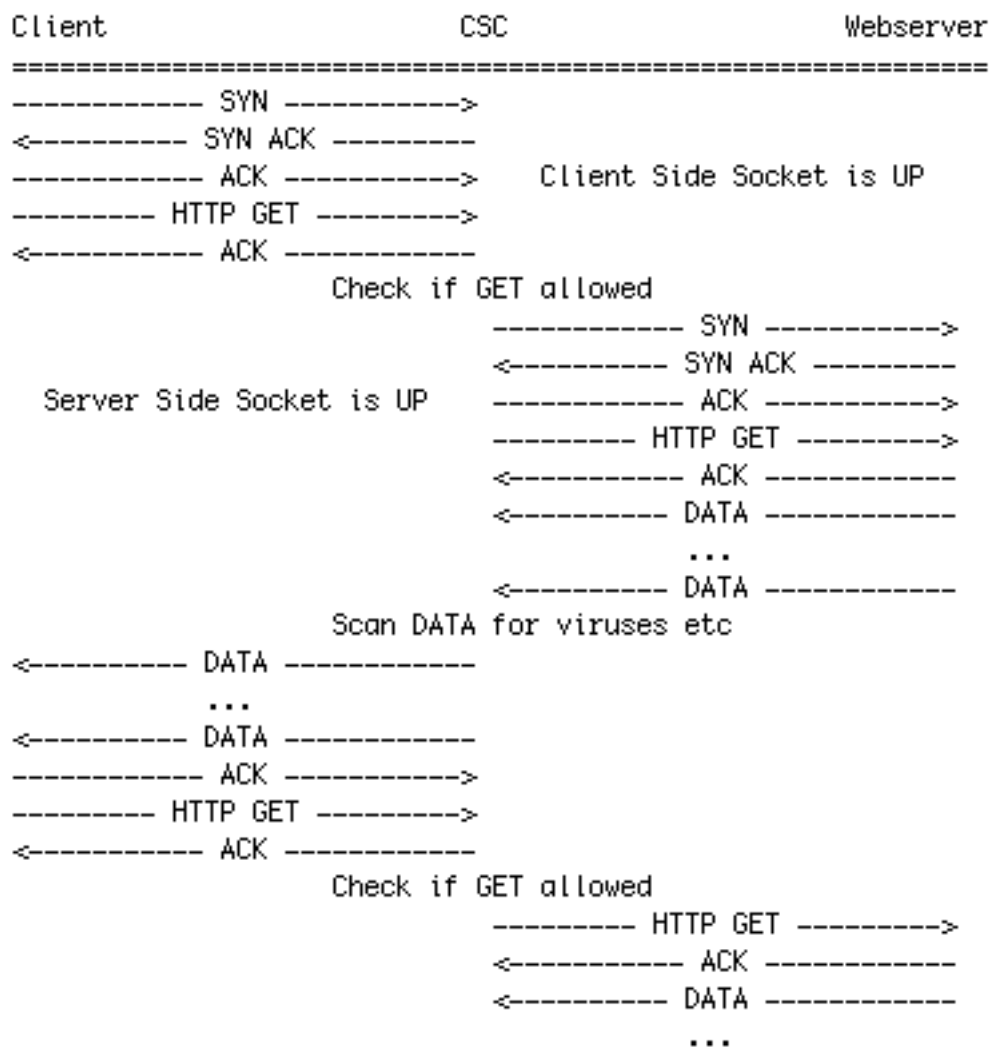 Client CSC Webserver
=============================================================
------------ SYN ----------->
<----------- SYN ACK ---------
------------ ACK -----------> Client Side Socket is UP
--------- HTTP GET ---------->
<------------ ACK ------------
Check if GET allowed
------------ SYN ----------->
<----------- SYN ACK ---------
Server Side Socket is UP ------------ ACK ----------->
--------- HTTP GET ---------->
<----------- ACK ------------
<----------- DATA ------------
...
<----------- DATA ------------
Scan DATA for viruses etc
<----------- DATA ------------
...
<----------- DATA ------------
------------ ACK ----------->
--------- HTTP GET ---------->
<------------ ACK ------------
Check if GET allowed
--------- HTTP GET ---------->
<------------ ACK ------------
<----------- DATA ------------
...